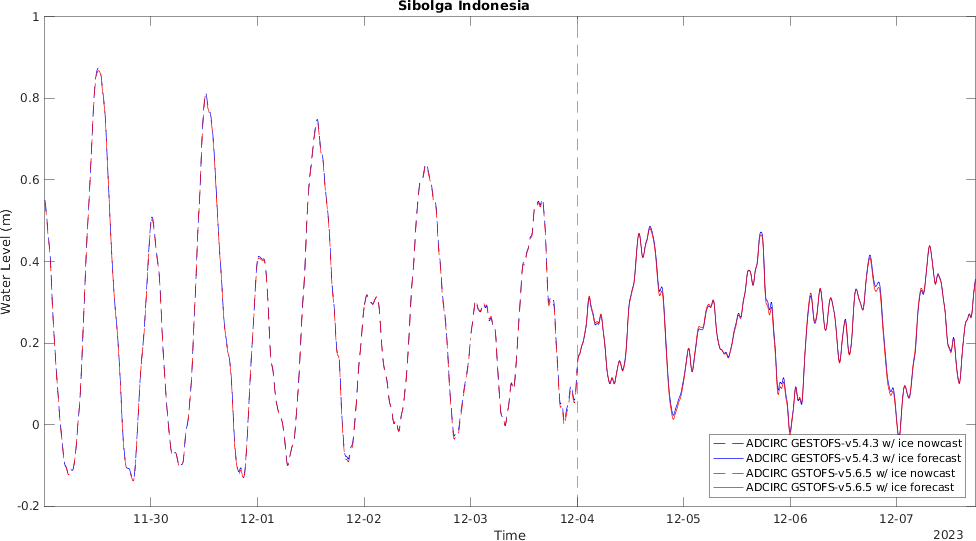 Sibolga Indonesia
1
0.8
0.6
0.4
0.2
0
-0.2
Water Level (m)
ADCIRC GESTOFS-v5.4.3 w/ ice nowcast
ADCIRC GESTOFS-v5.4.3 w/ ice forecast
ADCIRC GSTOFS-v5.6.5 w/ ice nowcast
ADCIRC GSTOFS-v5.6.5 w/ ice forecast
11-30 12-01 12-02 12-03 12-04 12-05 12-06 12-07
Time
2023